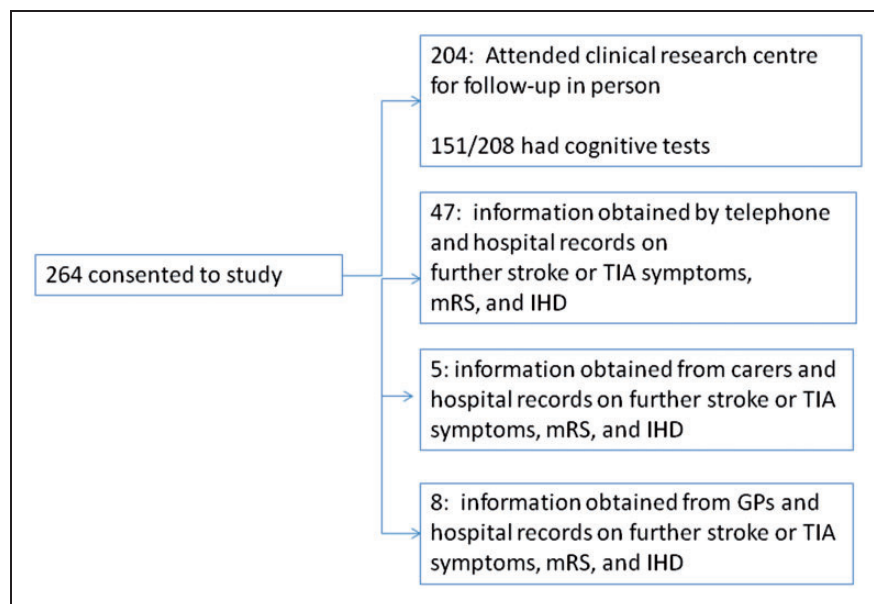 264 consented to study
204:  Attended clinical research centre
for follow-up in person
151/208 had cognitive tests
47:  information obtained by telephone
and hospital records on
further stroke or TIA symptoms,
mRS, and IHD
5: information obtained from carers and
hospital records on further stroke or TIA
symptoms, mRS, and IHD
8:  information obtained from GPs and
hospital records on further stroke or TIA
symptoms, mRS, and IHD